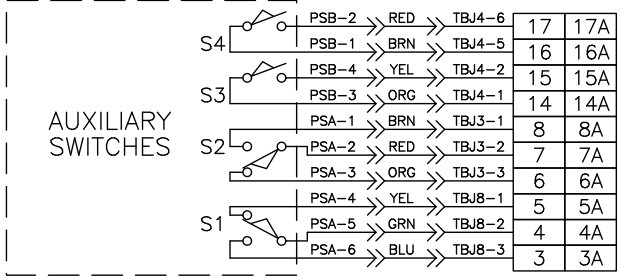 PSB-2 RED TBJ4-6 17 17A
S4
PSB-1 BRN TBJ4-5 16 16A
PSB-4 YEL TBJ4-2 15 15A
S3
PSB-3 ORG TBJ4-1 14 14A
AUXILIARY
SWITCHES
PSA-1 BRN TBJ3-1 8 8A
S2
PSA-2 RED TBJ3-2 7 7A
PSA-3 ORG TBJ3-3 6 6A
PSA-4 YEL TBJ8-1 5 5A
S1
PSA-5 GRN TBJ8-2 4 4A
PSA-6 BLU TBJ8-3 3 3A